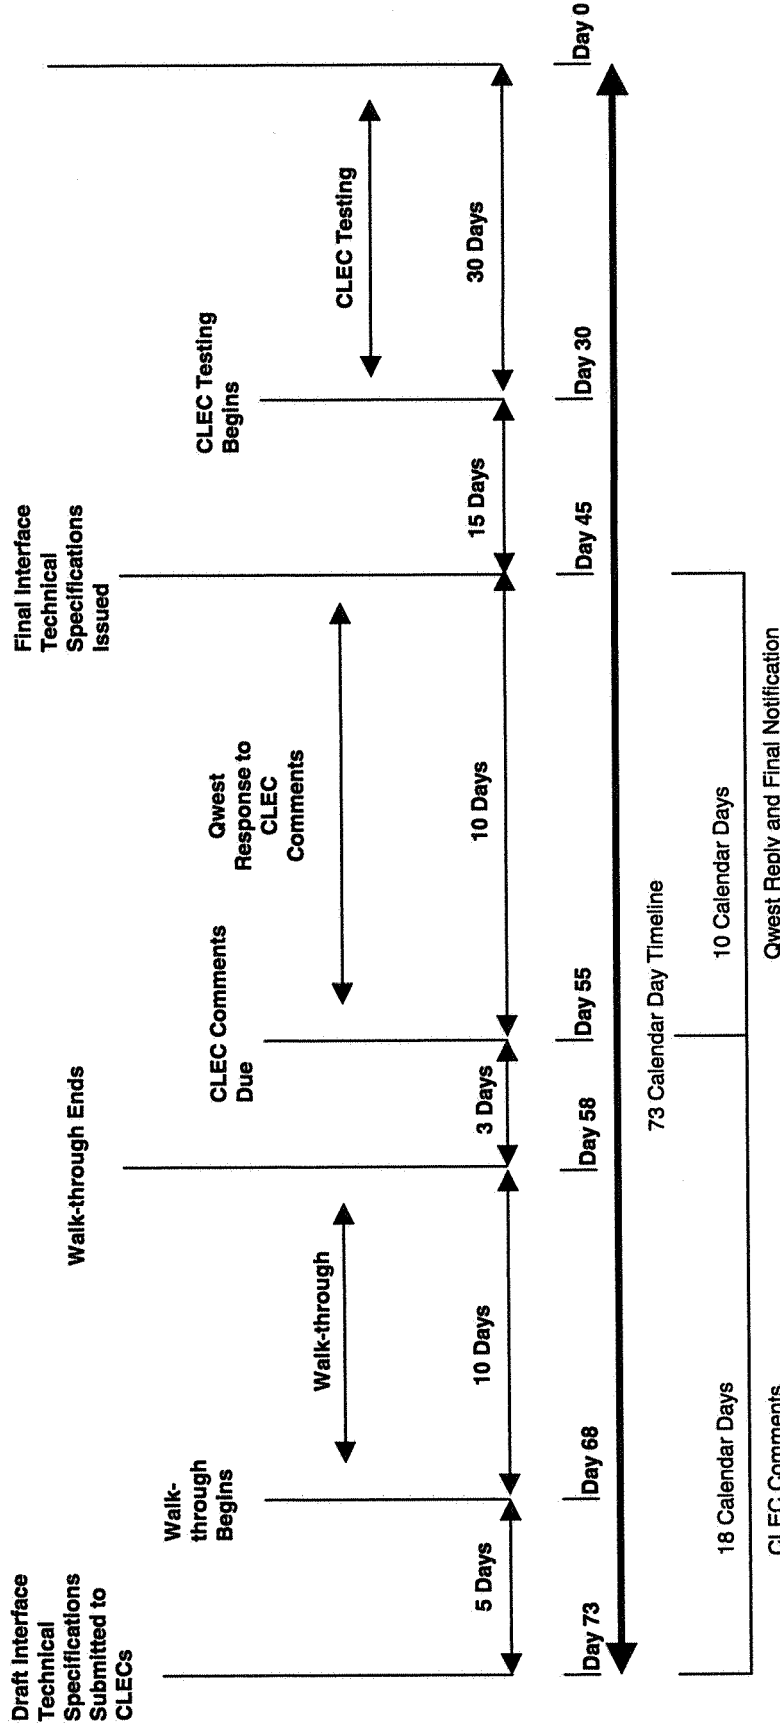 Draft Interface
Technical
Specifications
Submitted to
CLECs
Walk-
through
Begins
Walk-through Ends
Walk-through
CLEC Comments
Due
Qwest
Response to
CLEC
Comments
Final Interface
Technical
Specifications
Issued
CLEC Testing
Begins
CLEC Testing
5 Days
10 Days
3 Days
10 Days
15 Days
30 Days
Day 73
Day 68
Day 58
Day 55
Day 45
Day 30
Day 0
73 Calendar Day Timeline
18 Calendar Days
10 Calendar Days
CLEC Comments
Qwest Reply and Final Notification